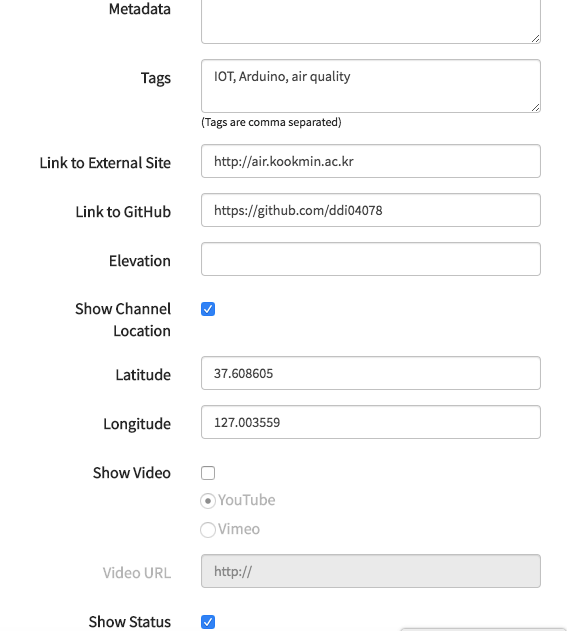 Metadata
Tags
IOT, Arduino, air quality
(Tags are comma separated)
Link to External Site
http://air.kookmin.ac.kr
Link to GitHub
https://github.com/ddi04078
Elevation
Show Channel
Location
Latitude
37.608605
Longitude
127.003559
Show Video
YouTube
Vimeo
Video URL
http://
Show Status